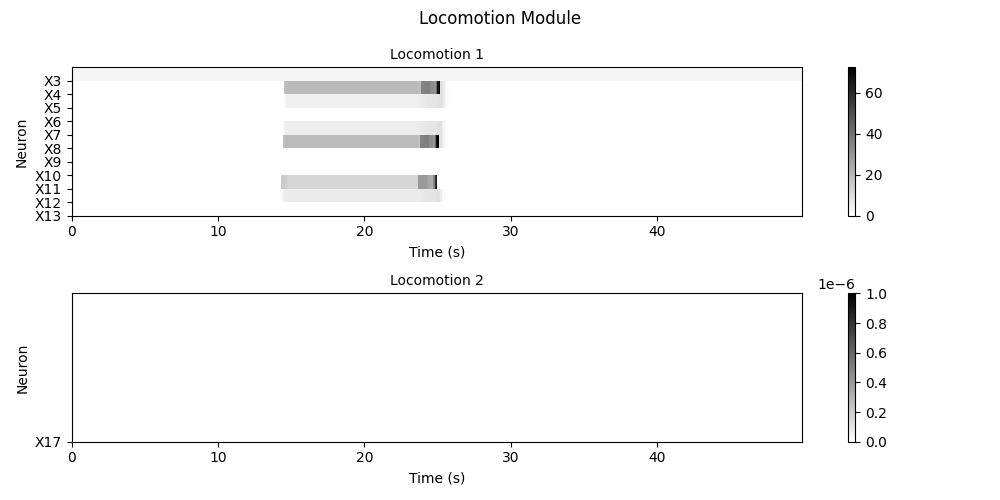 Locomotion Module
Locomotion 1
Neuron
X3
X4
X5
X6
X7
X8
X9
X10
X11
X12
X13
0 10 20 30 40
Time (s)
60
40
20
0
Locomotion 2
Neuron
X17
0 10 20 30 40
Time (s)
1e−6
1.0
0.8
0.6
0.4
0.2
0.0